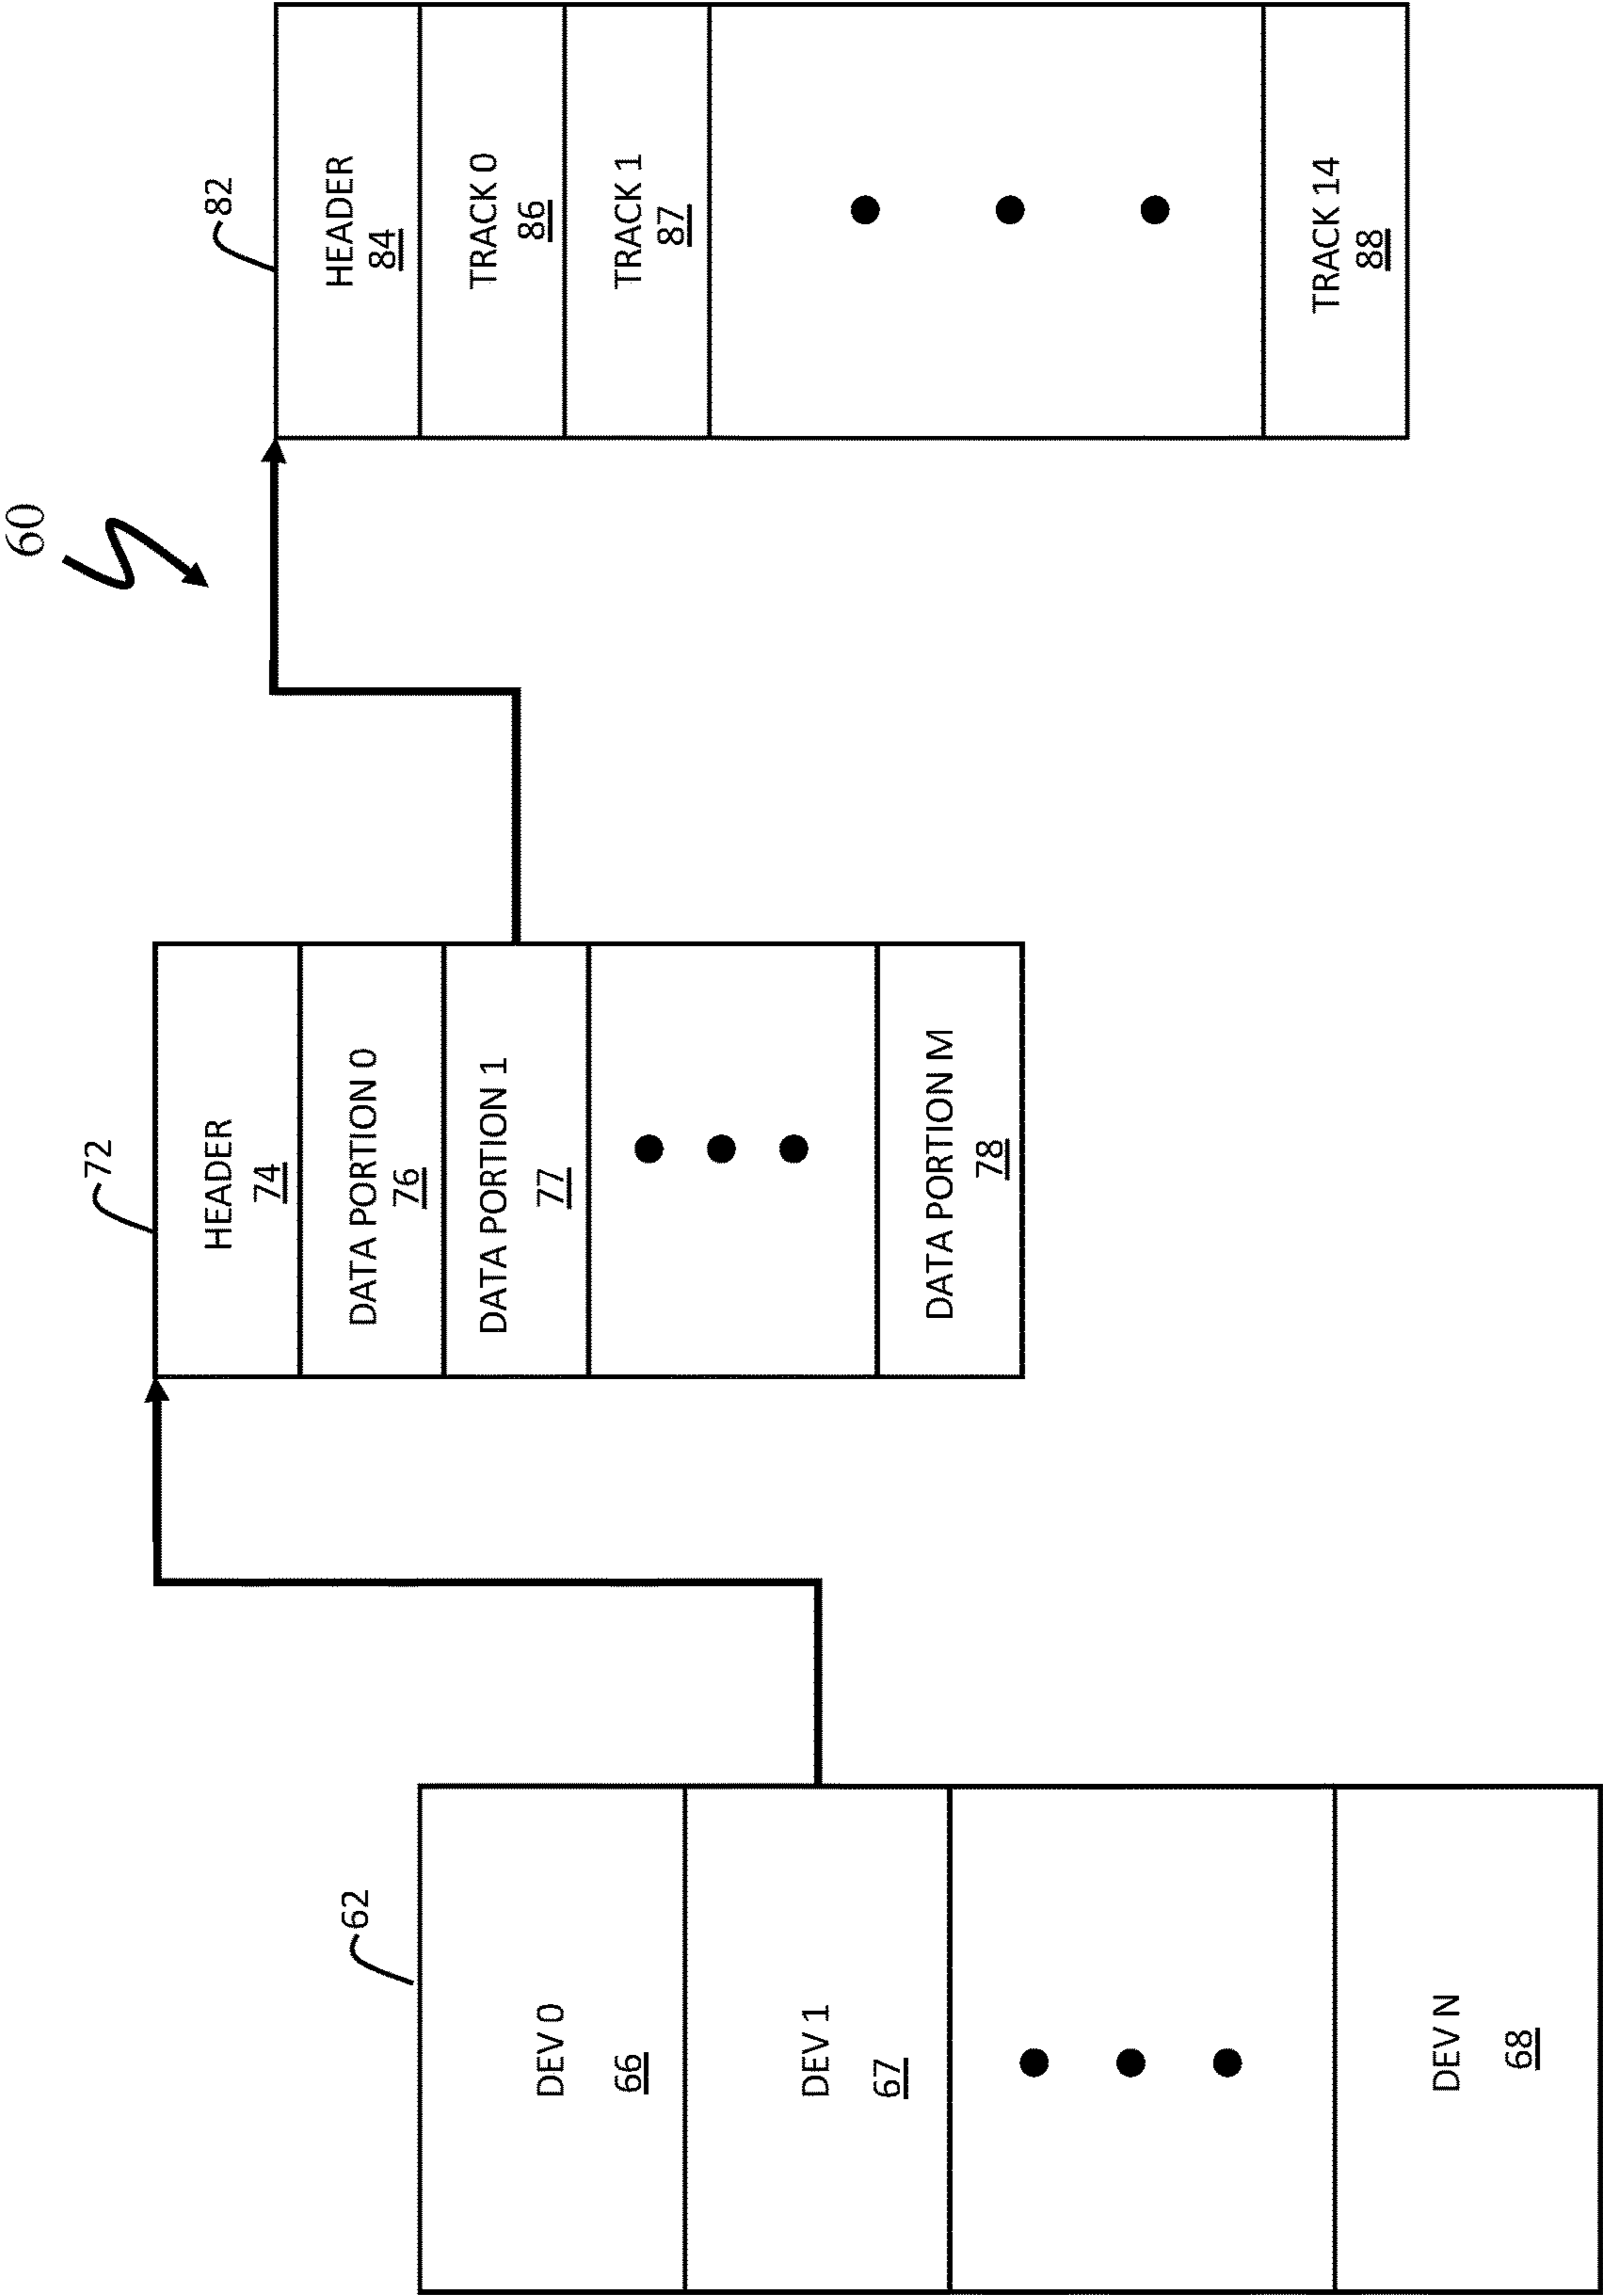 60
62
DEV 0
66
DEV 1
67
DEV N
68
72
HEADER
74
DATA PORTION 0
76
DATA PORTION 1
77
DATA PORTION M
78
82
HEADER
84
TRACK 0
86
TRACK 1
87
TRACK 14
88